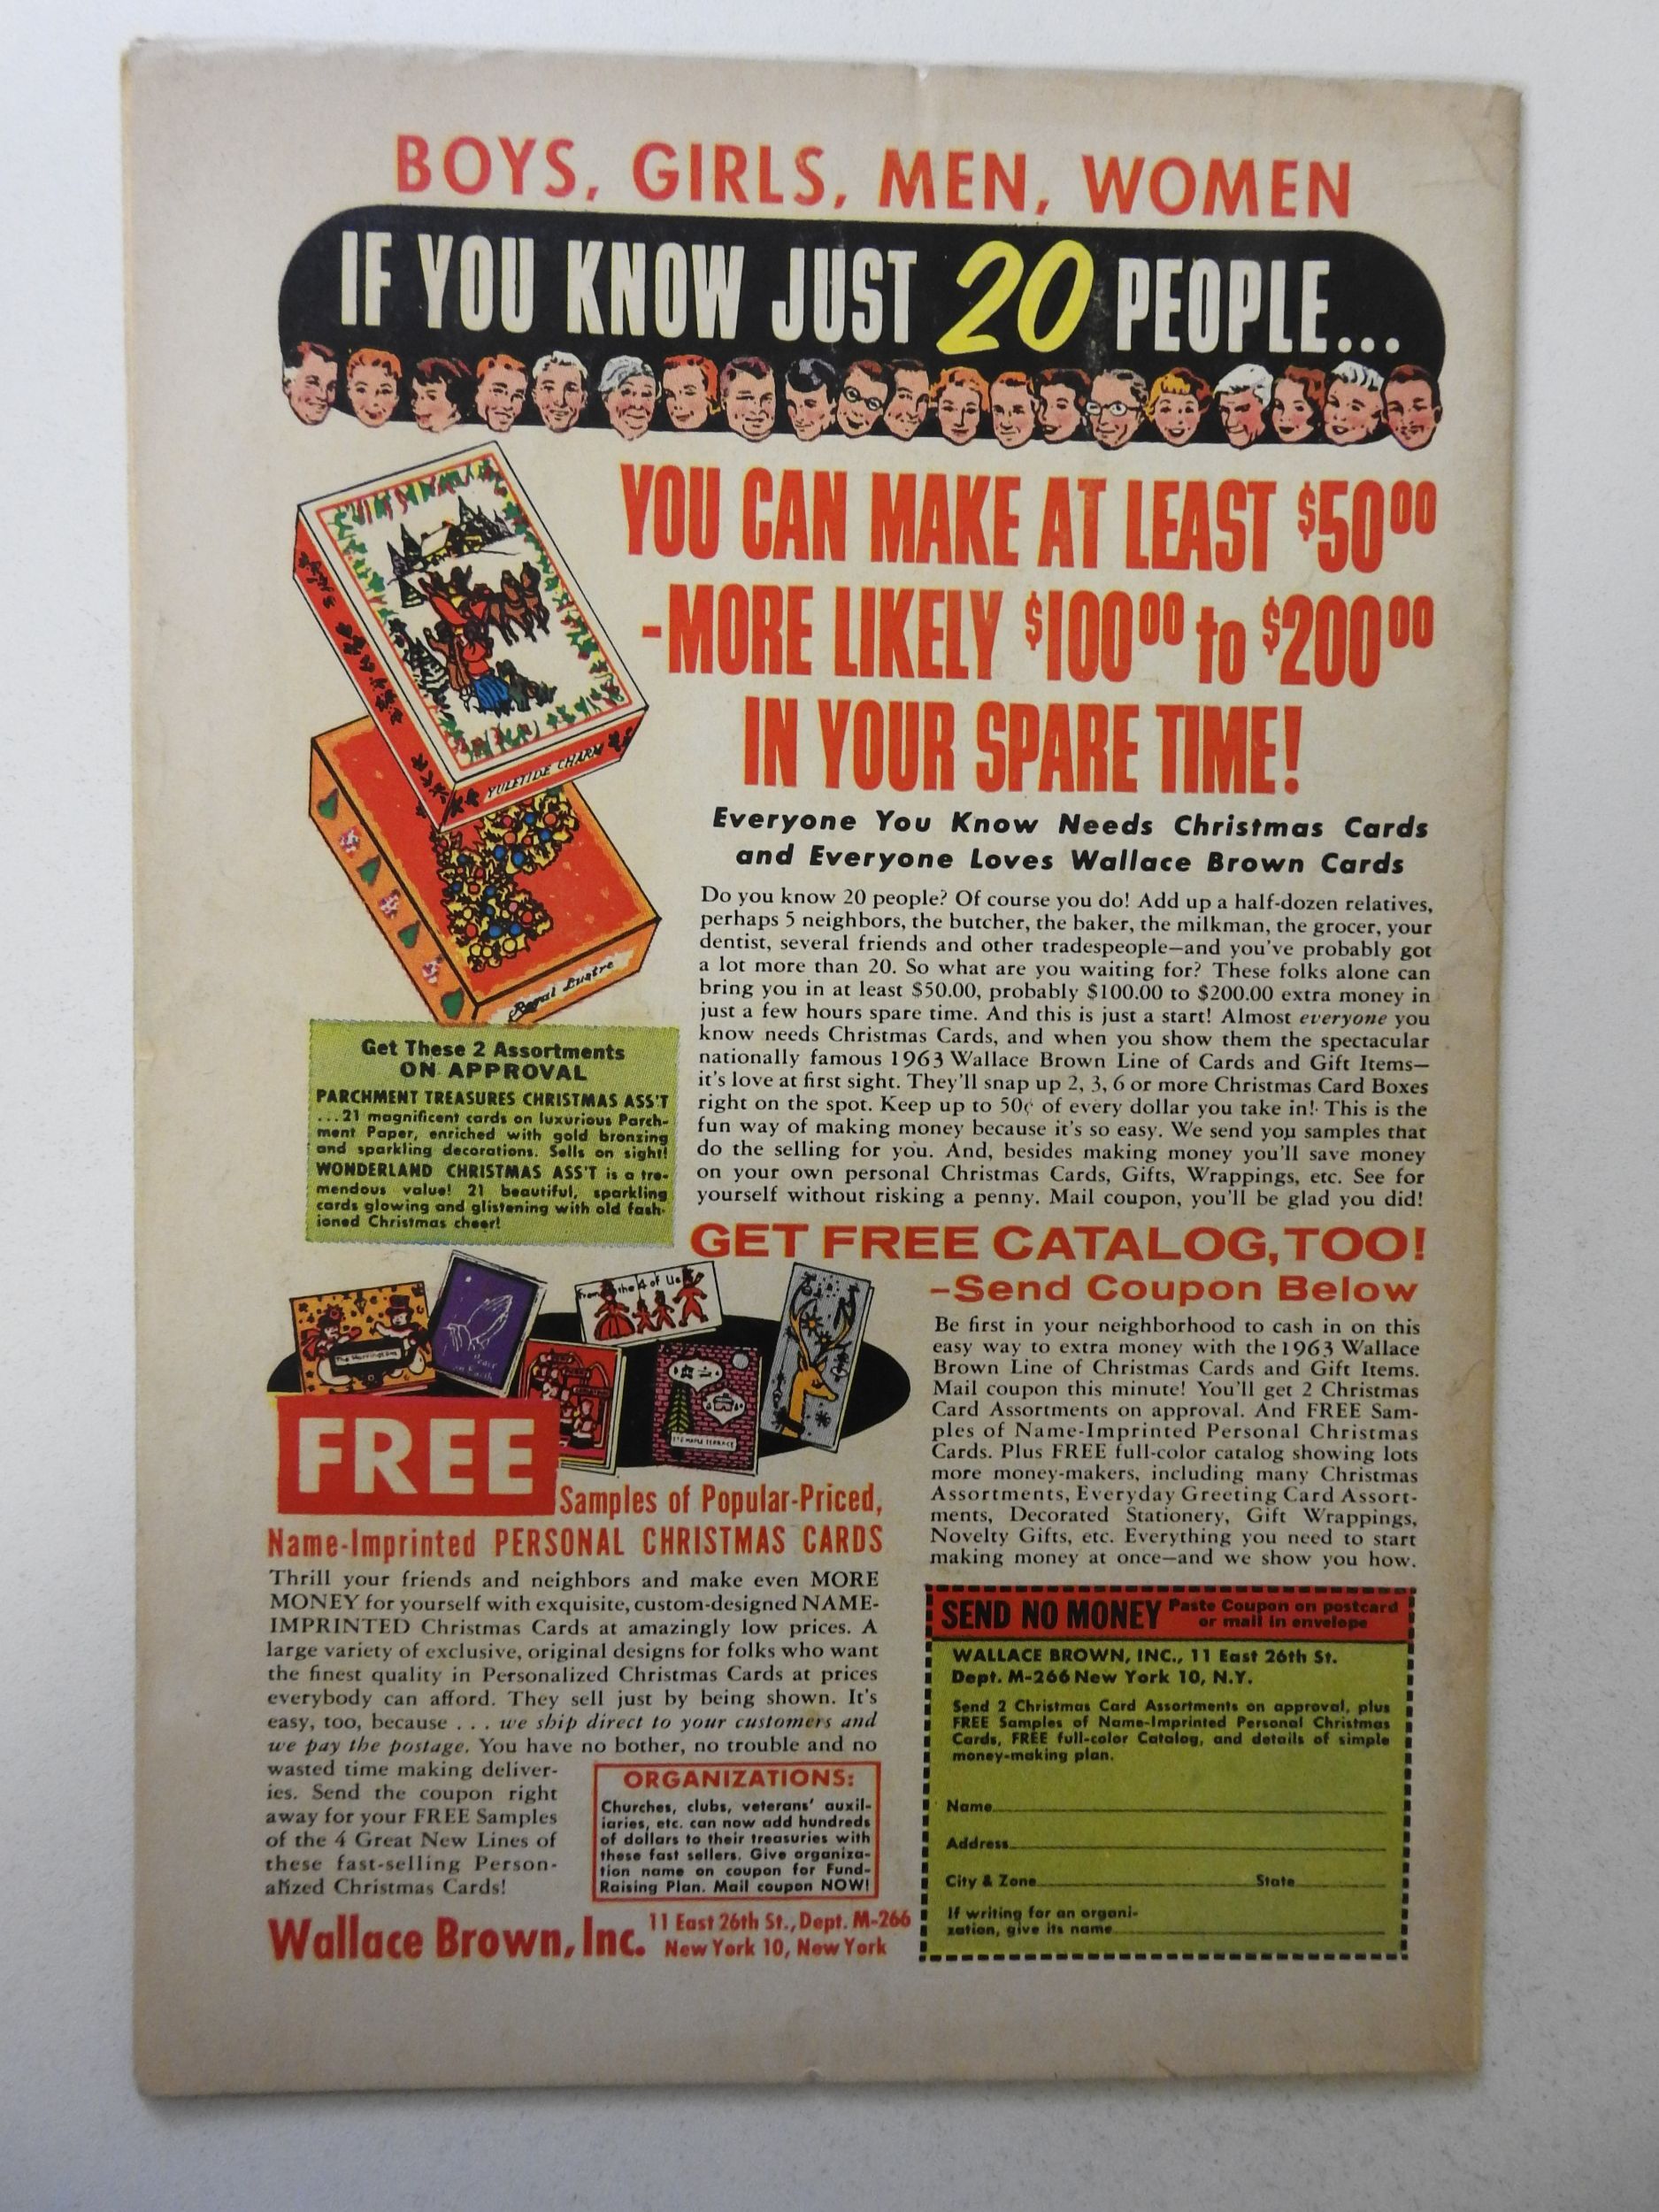 BOYS, GIRLS, MEN, WOMEN
IF YOU KNOW JUST 20 PEOPLE...
YOU CAN MAKE AT LEAST $50.00
-MORE LIKELY $100.00 to $200.00
IN YOUR SPARE TIME!
YULETIDE CHARM
Regal Lustre
Everyone You Know Needs Christmas Cards
and Everyone Loves Wallace Brown Cards
Do you know 20 people? Of course you do! Add up a half-dozen relatives,
perhaps 5 neighbors, the butcher, the baker, the milkman, the grocer, your
dentist, several friends and other tradespeople—and you've probably got
a lot more than 20. So what are you waiting for? These folks alone can
bring you in at least $50.00, probably $100.00 to $200.00 extra money in
just a few hours spare time. And this is just a start! Almost everyone you
know needs Christmas Cards, and when you show them the spectacular
nationally famous 1963 Wallace Brown Line of Cards and Gift Items—
it's love at first sight. They'll snap up 2, 3, 6 or more Christmas Card Boxes
right on the spot. Keep up to 50¢ of every dollar you take in! This is the
fun way of making money because it's so easy. We send you samples that
do the selling for you. And, besides making money you'll save money
on your own personal Christmas Cards, Gifts, Wrappings, etc. See for
yourself without risking a penny. Mail coupon, you'll be glad you did!
Get These 2 Assortments
ON APPROVAL
PARCHMENT TREASURES CHRISTMAS ASS'T
...21 magnificent cards on luxurious Parch-
ment Paper, enriched with gold bronzing
and sparkling decorations. Sells on sight!
WONDERLAND CHRISTMAS ASS'T is a tre-
mendous value! 21 beautiful, sparkling
cards glowing and glistening with old fash-
ioned Christmas cheer!
GET FREE CATALOG, TOO!
—Send Coupon Below
Be first in your neighborhood to cash in on this
easy way to extra money with the 1963 Wallace
Brown Line of Christmas Cards and Gift Items.
Mail coupon this minute! You'll get 2 Christmas
Card Assortments on approval. And FREE Sam-
ples of Name-Imprinted Personal Christmas
Cards. Plus FREE full-color catalog showing lots
more money-makers, including many Christmas
Assortments, Everyday Greeting Card Assort-
ments, Decorated Stationery, Gift Wrappings,
Novelty Gifts, etc. Everything you need to start
making money at once—and we show you how.
The Harringtons
Peace on Earth
From the 4 of Us
MAPLE TERRACE
FREE
Samples of Popular-Priced,
Name-Imprinted PERSONAL CHRISTMAS CARDS
Thrill your friends and neighbors and make even MORE
MONEY for yourself with exquisite, custom-designed NAME-
IMPRINTED Christmas Cards at amazingly low prices. A
large variety of exclusive, original designs for folks who want
the finest quality in Personalized Christmas Cards at prices
everybody can afford. They sell just by being shown. It's
easy, too, because . . . we ship direct to your customers and
we pay the postage. You have no bother, no trouble and no
wasted time making deliver-
ies. Send the coupon right
away for your FREE Samples
of the 4 Great New Lines of
these fast-selling Person-
alized Christmas Cards!
ORGANIZATIONS:
Churches, clubs, veterans' auxil-
iaries, etc. can now add hundreds
of dollars to their treasuries with
these fast sellers. Give organiza-
tion name on coupon for Fund-
Raising Plan. Mail coupon NOW!
Wallace Brown, Inc.
11 East 26th St., Dept. M-266
New York 10, New York
SEND NO MONEY
Paste Coupon on postcard
or mail in envelope
WALLACE BROWN, INC., 11 East 26th St.
Dept. M-266 New York 10, N.Y.
Send 2 Christmas Card Assortments on approval, plus
FREE Samples of Name-Imprinted Personal Christmas
Cards, FREE full-color Catalog, and details of simple
money-making plan.
Name
Address
City & Zone State
If writing for an organi-
zation, give its name